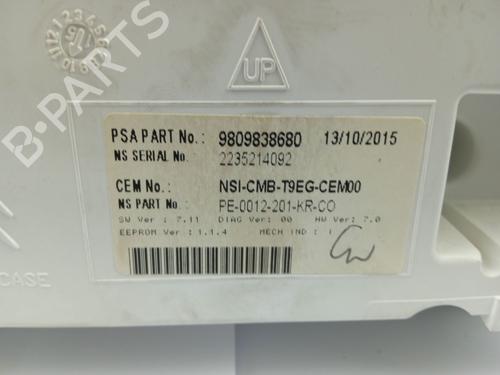 B-PARTS
UP
PSA PART No.: 9809838680 13/10/2015
NS SERIAL No. 2235214092
CEM No.: NSI-CMB-T9EG-CEM00
NS PART No.: PE-0012-201-KR-CO
SW Ver : 7.11 DIAG Ver: 00 HW Ver: 7.0
EEPROM Ver : 1.1.4 MECH IND : 1
CASE